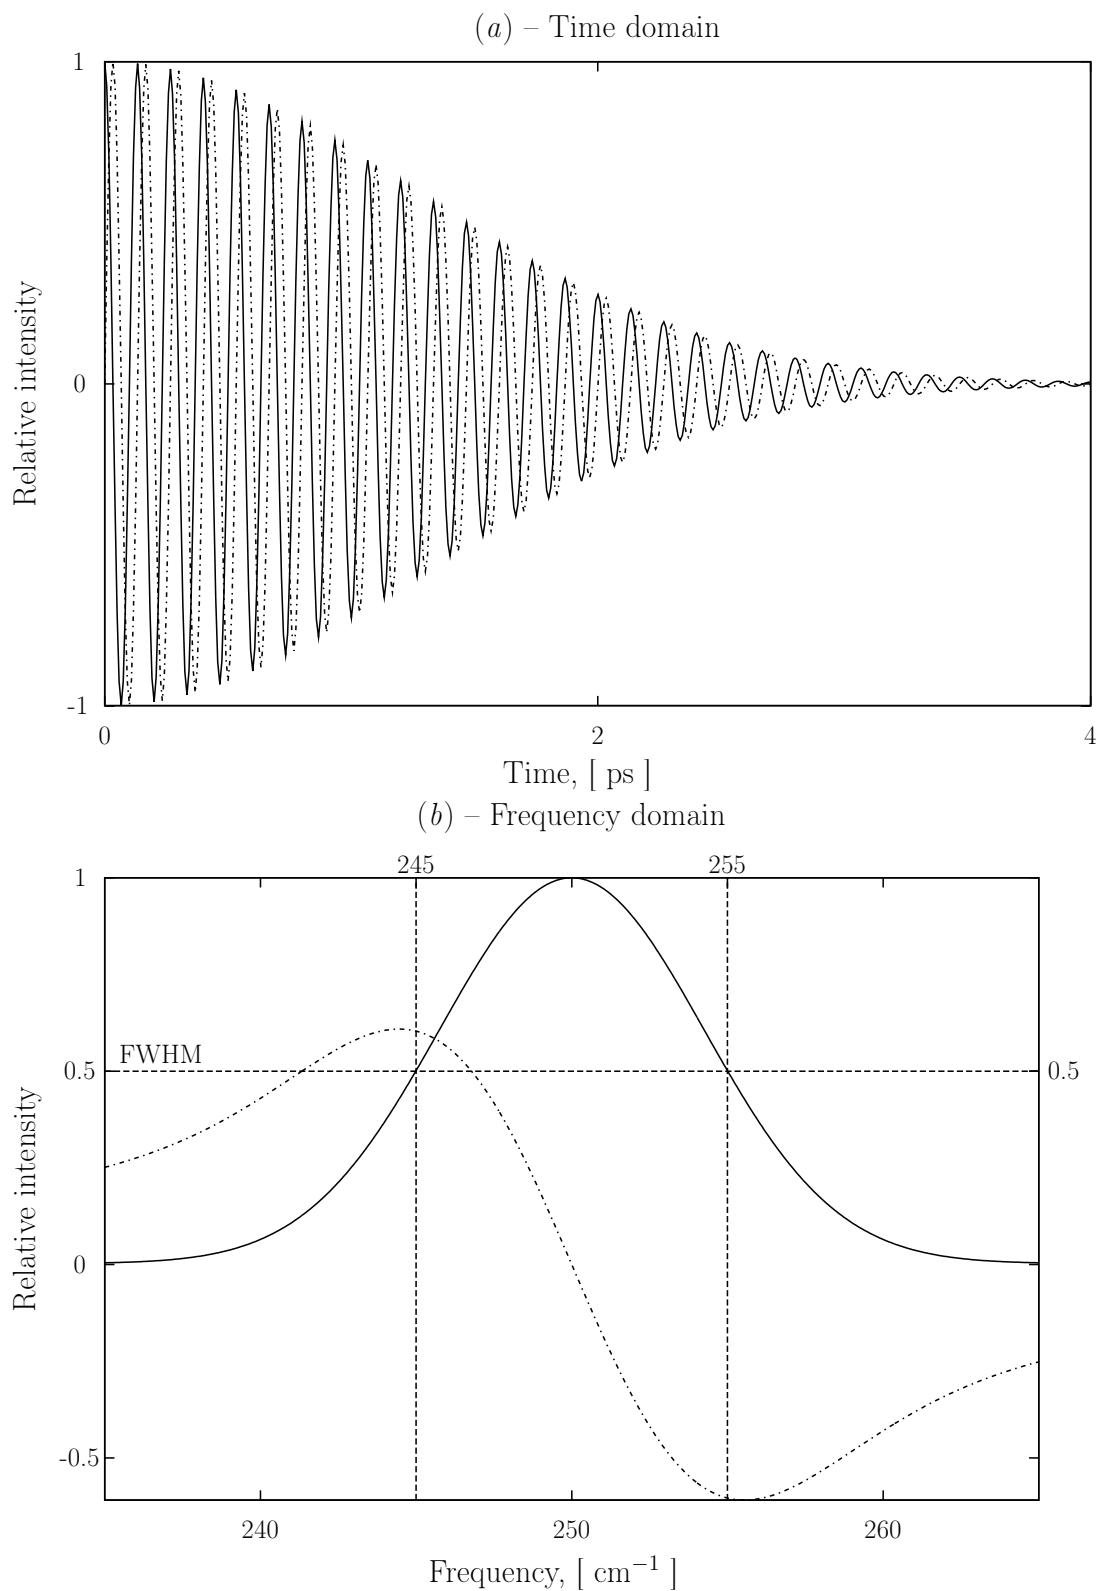 (a) – Time domain
1
0
-1
Relative intensity
0 2 4
Time, [ ps ]
(b) – Frequency domain
245 255
1
FWHM
0.5 0.5
0
-0.5
Relative intensity
240 250 260
Frequency, [ cm⁻¹ ]